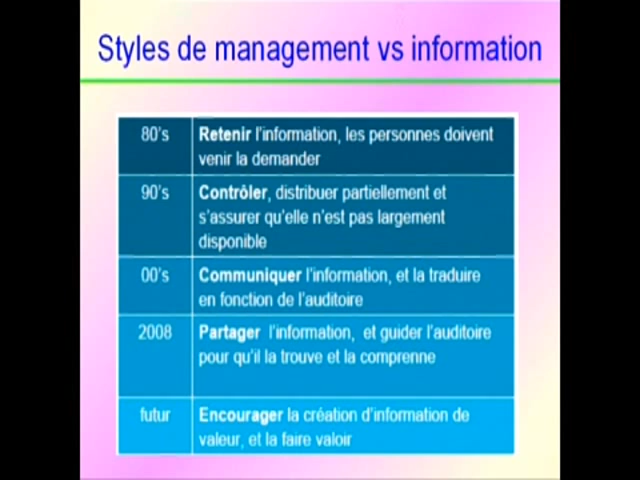 Styles de management vs information
80's
Retenir l'information, les personnes doivent
venir la demander
90's
Contrôler, distribuer partiellement et
s'assurer qu'elle n'est pas largement
disponible
00's
Communiquer l'information, et la traduire
en fonction de l'auditoire
2008
Partager l'information, et guider l'auditoire
pour qu'il la trouve et la comprenne
futur
Encourager la création d'information de
valeur, et la faire valoir